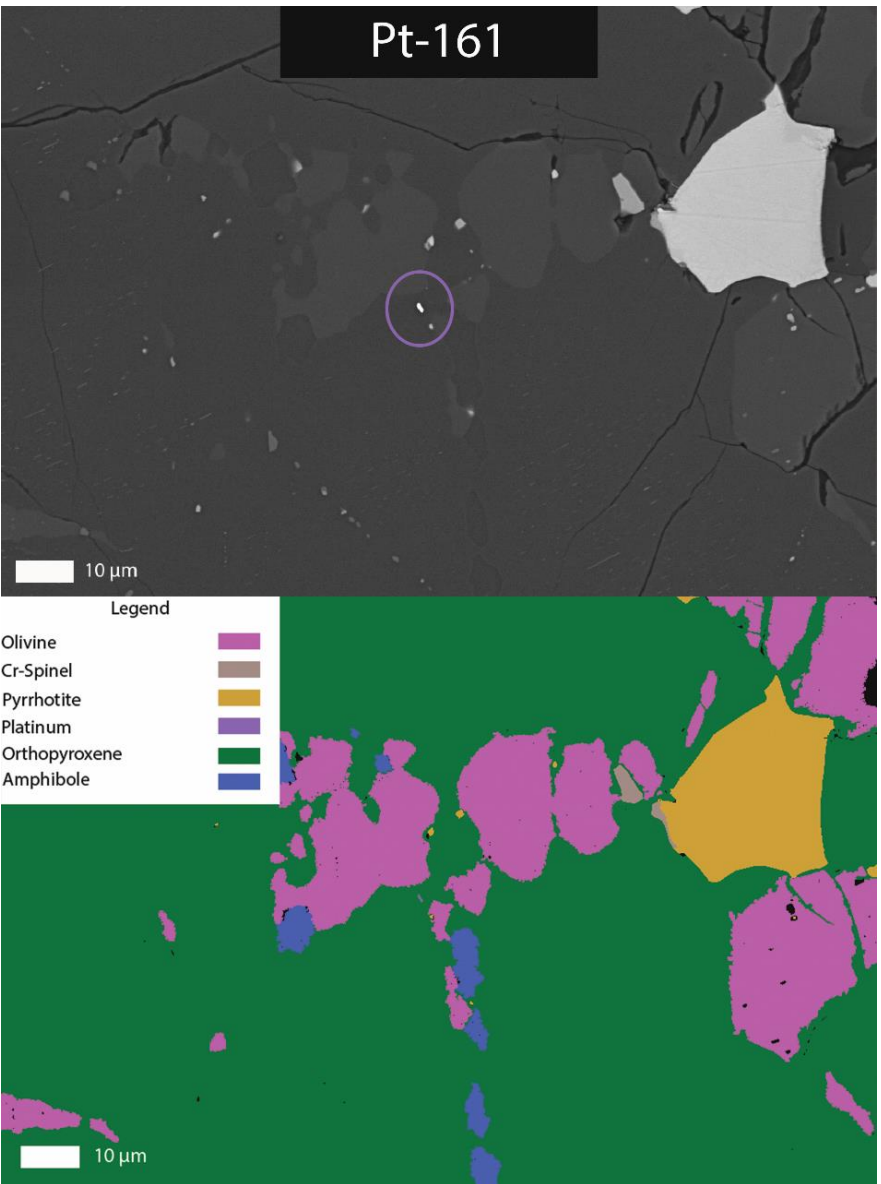 Pt-161
10 µm
Legend
Olivine
Cr-Spinel
Pyrrhotite
Platinum
Orthopyroxene
Amphibole
10 µm